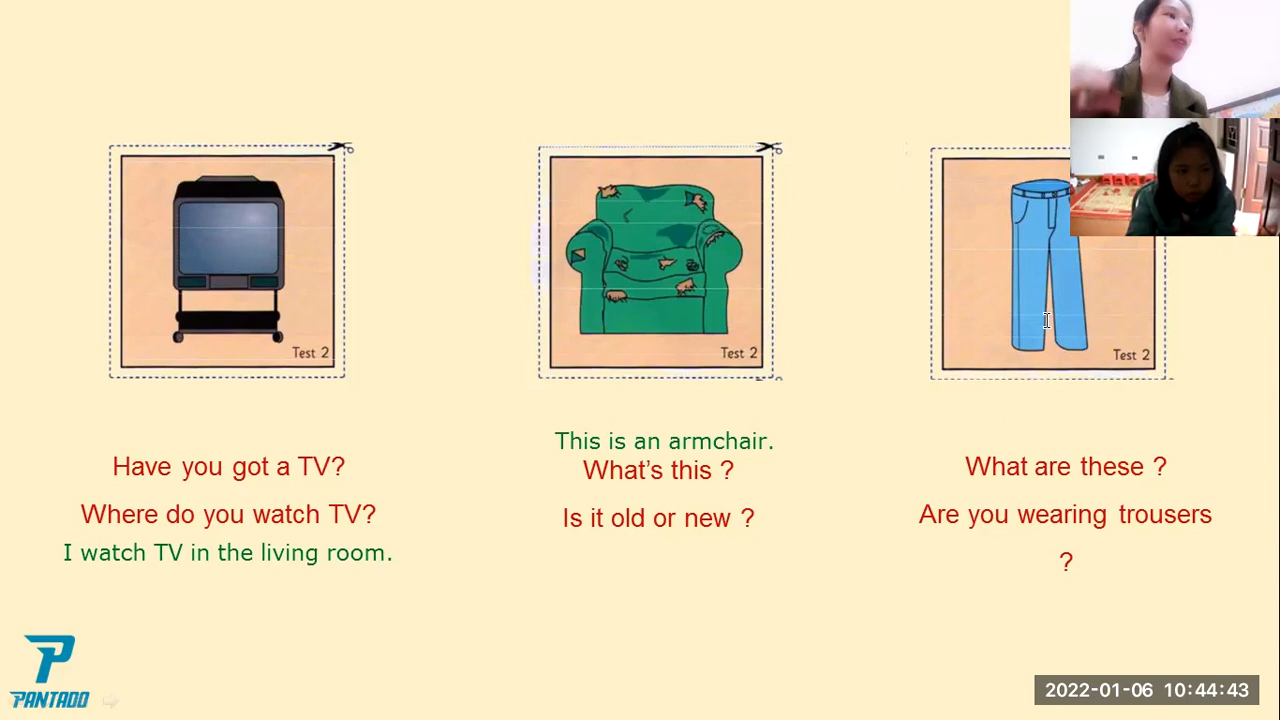 Test 2
Have you got a TV?
Where do you watch TV?
I watch TV in the living room.
Test 2
This is an armchair.
What's this ?
Is it old or new ?
Test 2
What are these ?
Are you wearing trousers
?
PANTADO
2022-01-06 10:44:43